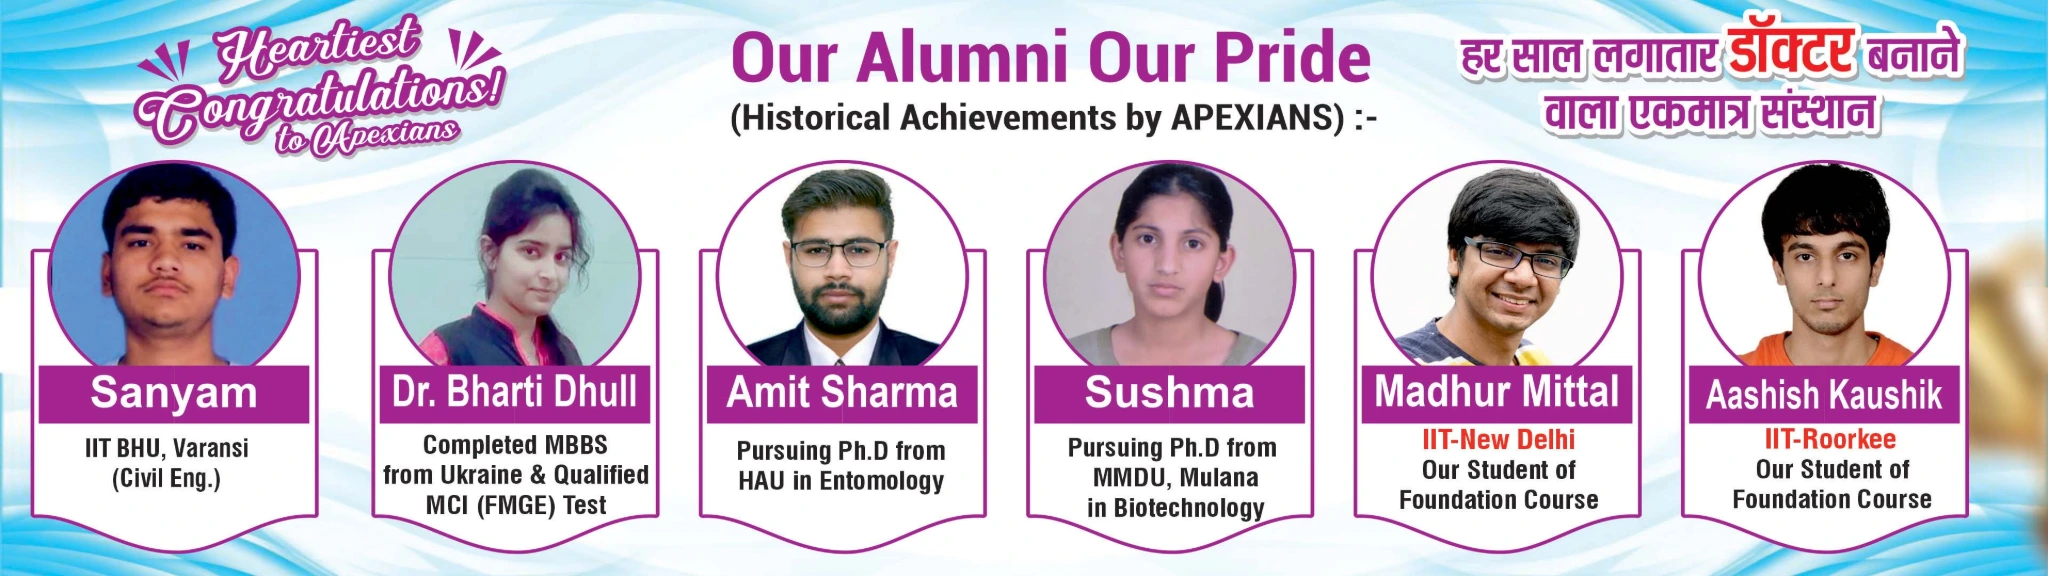 Heartiest
Congratulations!
to Apexians
Our Alumni Our Pride
(Historical Achievements by APEXIANS) :-
हर साल लगातार डॉक्टर बनाने
वाला एकमात्र संस्थान
Sanyam
IIT BHU, Varansi
(Civil Eng.)
Dr. Bharti Dhull
Completed MBBS
from Ukraine & Qualified
MCI (FMGE) Test
Amit Sharma
Pursuing Ph.D from
HAU in Entomology
Sushma
Pursuing Ph.D from
MMDU, Mulana
in Biotechnology
Madhur Mittal
IIT-New Delhi
Our Student of
Foundation Course
Aashish Kaushik
IIT-Roorkee
Our Student of
Foundation Course